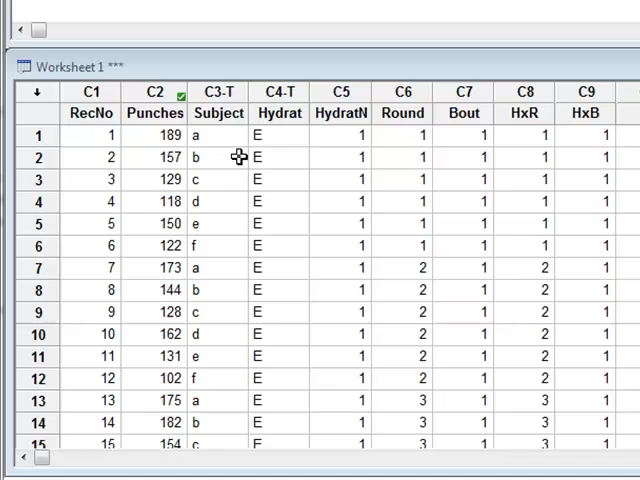 Worksheet 1 ***
C1 C2 C3-T C4-T C5 C6 C7 C8 C9
RecNo Punches Subject Hydrat HydratN Round Bout HxR HxB
1 1 189 a E 1 1 1 1 1
2 2 157 b E 1 1 1 1 1
3 3 129 c E 1 1 1 1 1
4 4 118 d E 1 1 1 1 1
5 5 150 e E 1 1 1 1 1
6 6 122 f E 1 1 1 1 1
7 7 173 a E 1 2 1 2 1
8 8 144 b E 1 2 1 2 1
9 9 128 c E 1 2 1 2 1
10 10 162 d E 1 2 1 2 1
11 11 131 e E 1 2 1 2 1
12 12 102 f E 1 2 1 2 1
13 13 175 a E 1 3 1 3 1
14 14 182 b E 1 3 1 3 1
15 15 154 c E 1 3 1 3 1